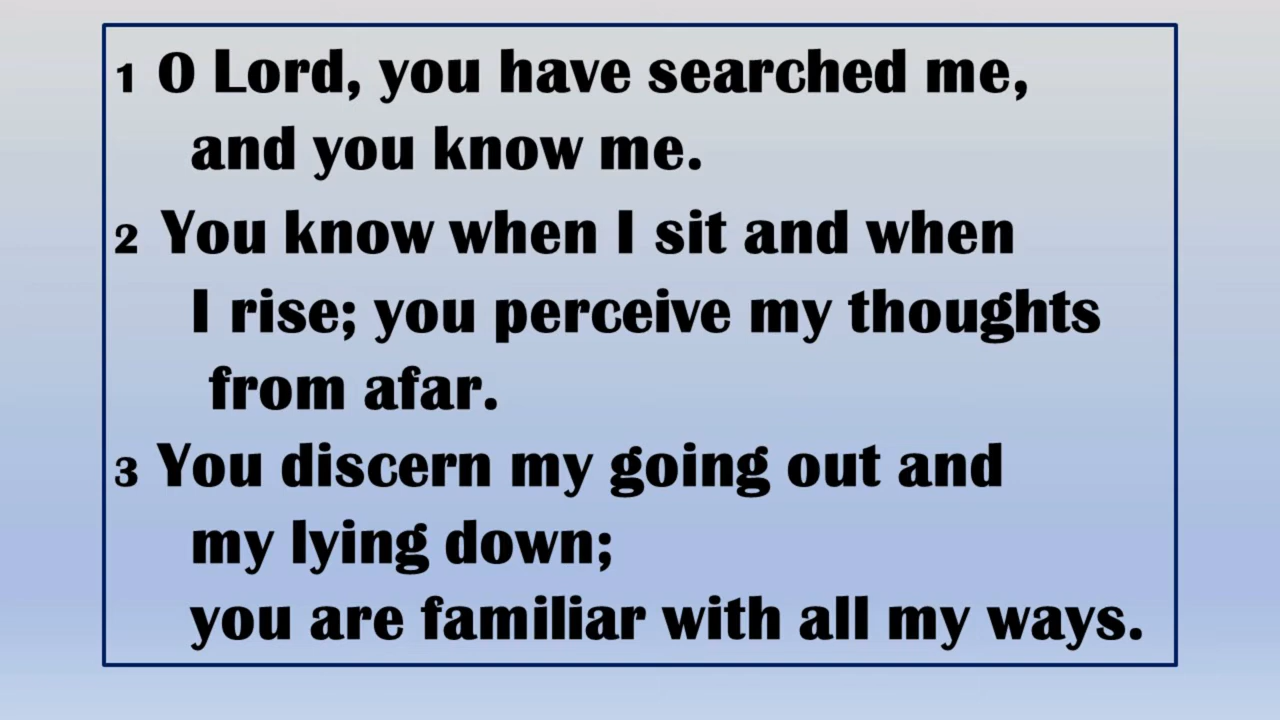 1 O Lord, you have searched me,
and you know me.
2 You know when I sit and when
I rise; you perceive my thoughts
from afar.
3 You discern my going out and
my lying down;
you are familiar with all my ways.